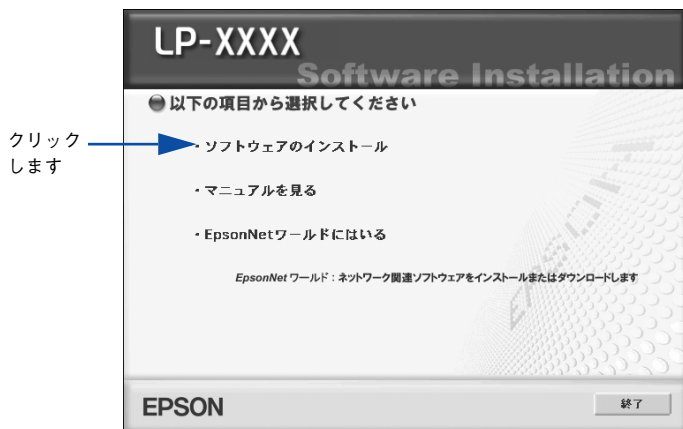 LP-XXXX
Software Installation
以下の項目から選択してください
クリック
します
・ソフトウェアのインストール
・マニュアルを見る
・EpsonNetワールドにはいる
EpsonNet ワールド : ネットワーク関連ソフトウェアをインストールまたはダウンロードします
EPSON
EPSON
終了